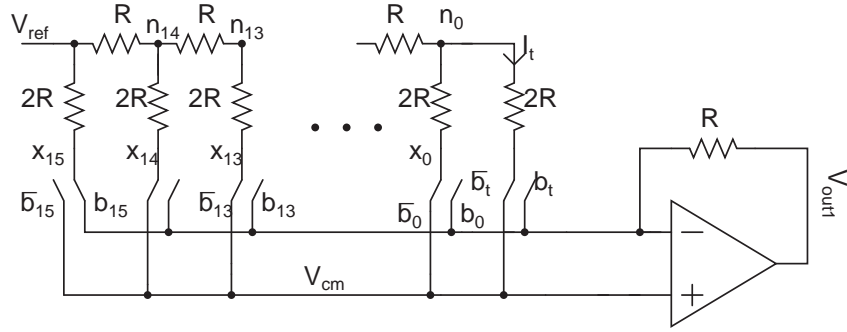 V_ref R n_14 R n_13 R n_0 I_t
2R 2R 2R 2R 2R R
x_15 x_14 x_13 x_0
b̅_15 b_15 b̅_13 b_13 b̅_0 b_0 b̅_t b_t
V_out1
−
V_cm +